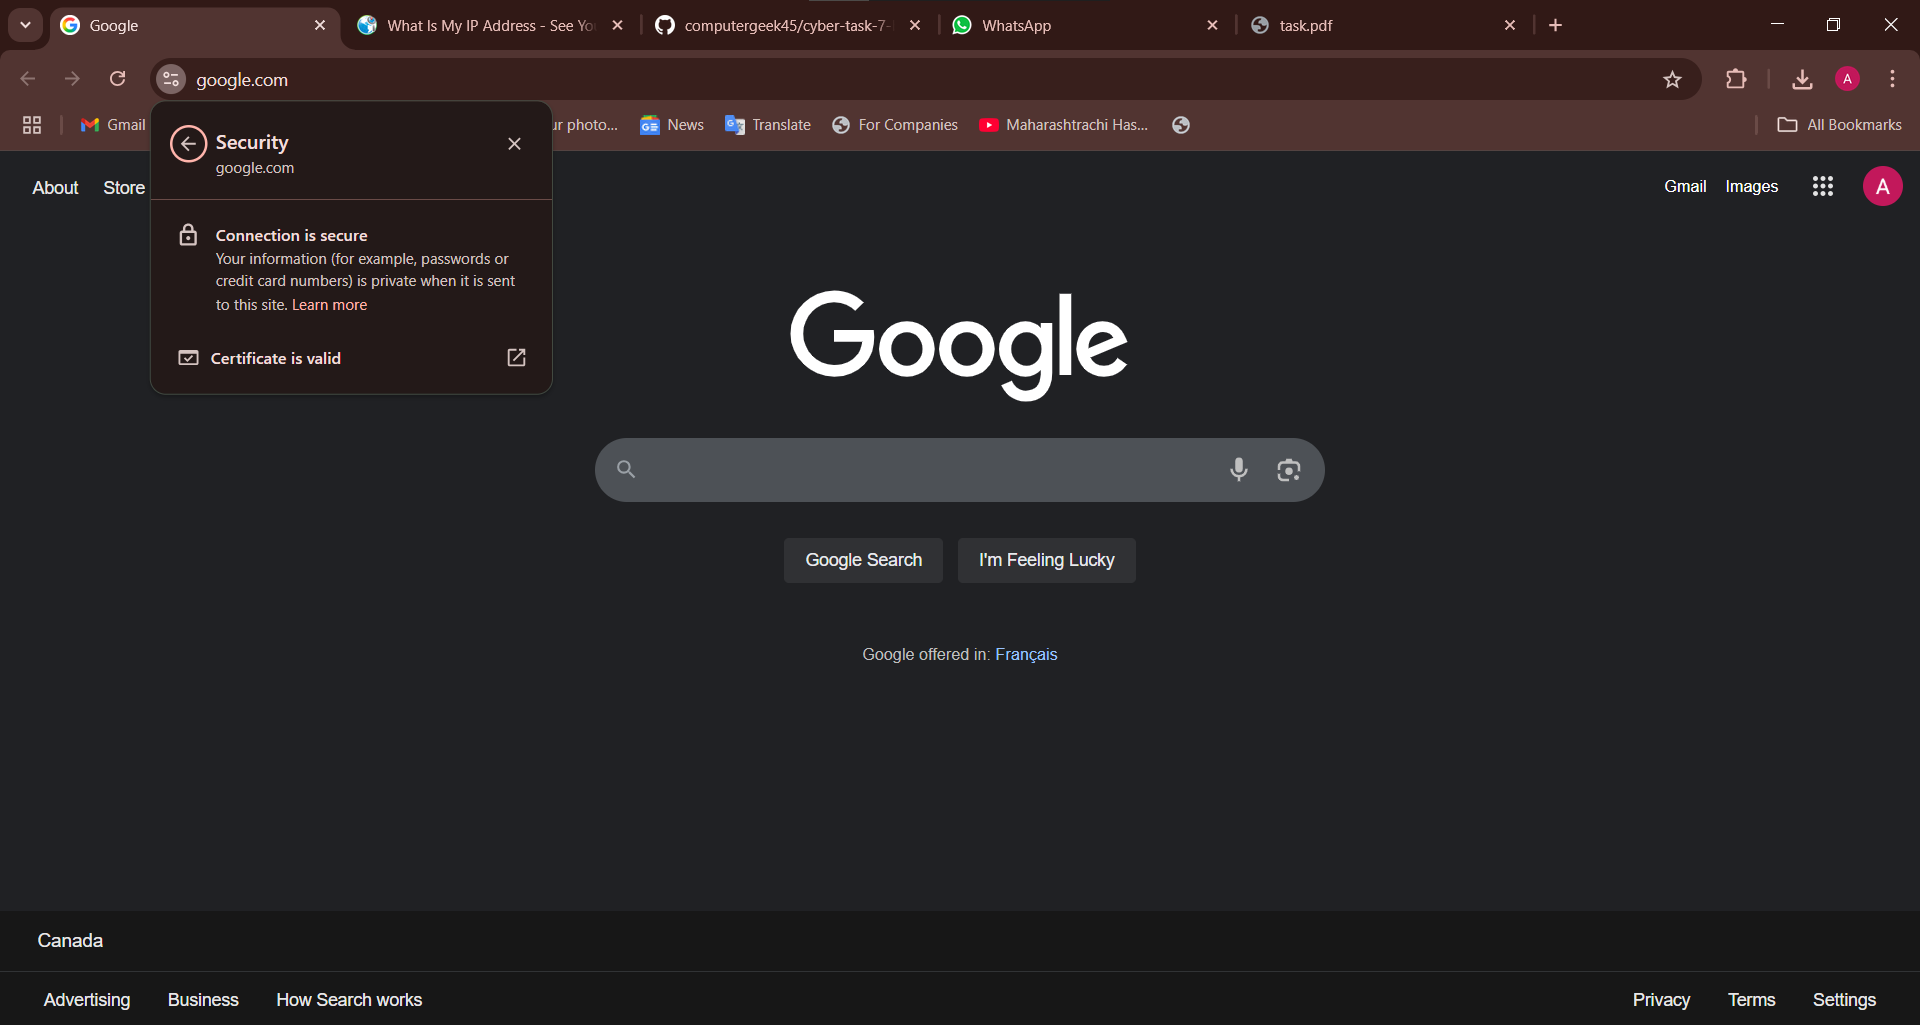 Google
What Is My IP Address - See Yo
computergeek45/cyber-task-7-
WhatsApp
task.pdf
google.com
A
Gmail
ur photo...
News
Translate
For Companies
Maharashtrachi Has...
All Bookmarks
Security
google.com
Connection is secure
Your information (for example, passwords or
credit card numbers) is private when it is sent
to this site. Learn more
Certificate is valid
About
Store
Gmail
Images
A
Google
Google Search
I'm Feeling Lucky
Google offered in: Français
Canada
Advertising
Business
How Search works
Privacy
Terms
Settings